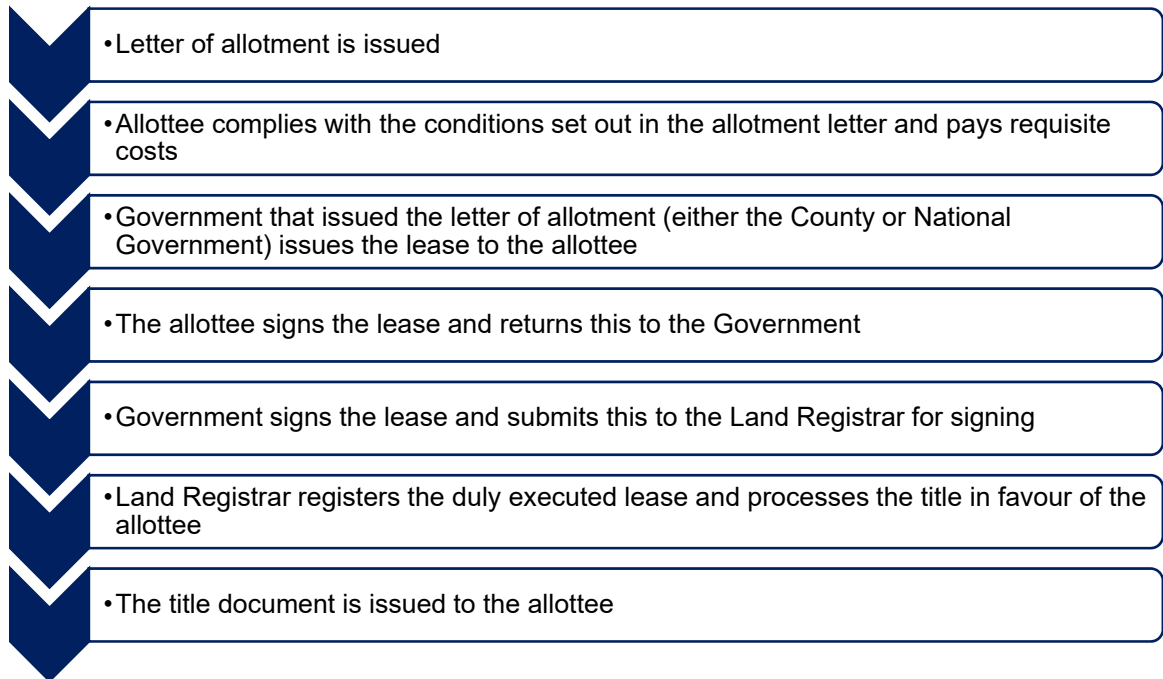 •Letter of allotment is issued
•Allottee complies with the conditions set out in the allotment letter and pays requisite
costs
•Government that issued the letter of allotment (either the County or National
Government) issues the lease to the allottee
•The allottee signs the lease and returns this to the Government
•Government signs the lease and submits this to the Land Registrar for signing
•Land Registrar registers the duly executed lease and processes the title in favour of the
allottee
•The title document is issued to the allottee